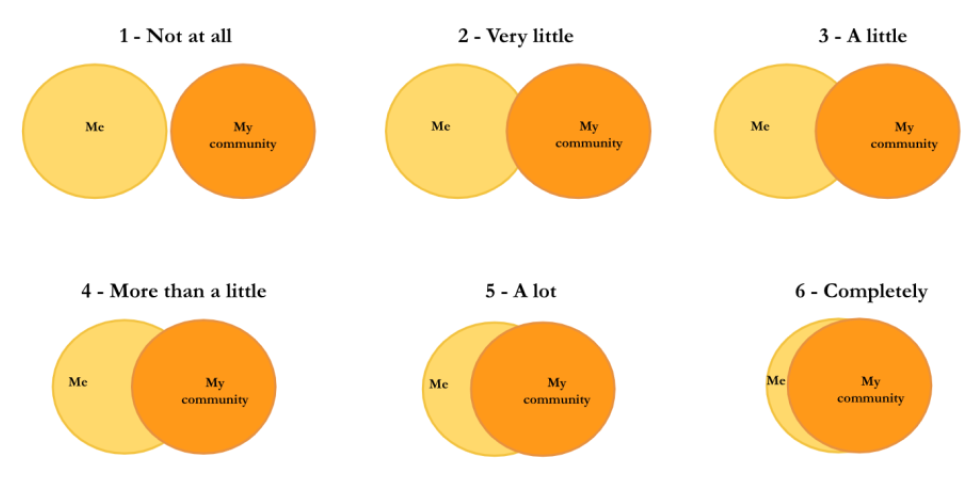 1 - Not at all
2 - Very little
3 - A little
Me
My
community
Me
My
community
Me
My
community
4 - More than a little
5 - A lot
6 - Completely
Me
My
community
Me
My
community
Me
My
community